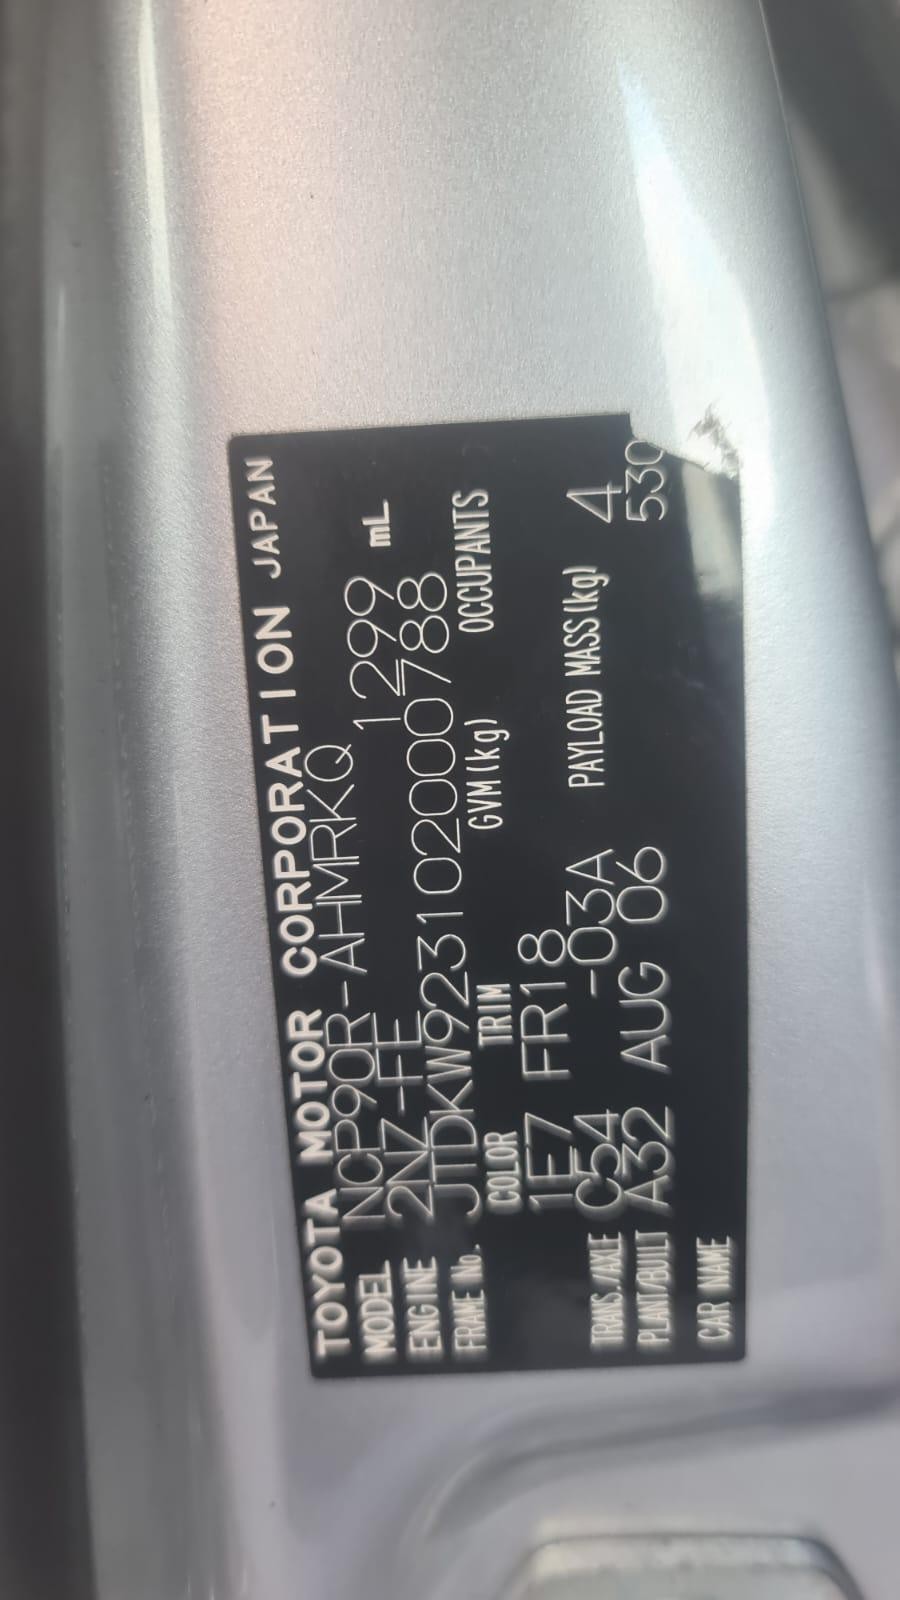 TOYOTA MOTOR CORPORATION JAPAN
MODEL NCP90R-AHMRKQ
ENGINE 2NZ-FE 1299 mL
FRAME No. JTDKW923102000788
COLOR TRIM GVM(kg) OCCUPANTS
1E7 FR18
TRANS./AXLE C54 -03A PAYLOAD MASS(kg) 4
PLANT/BUILT A32 AUG 06 530
CAR NAME